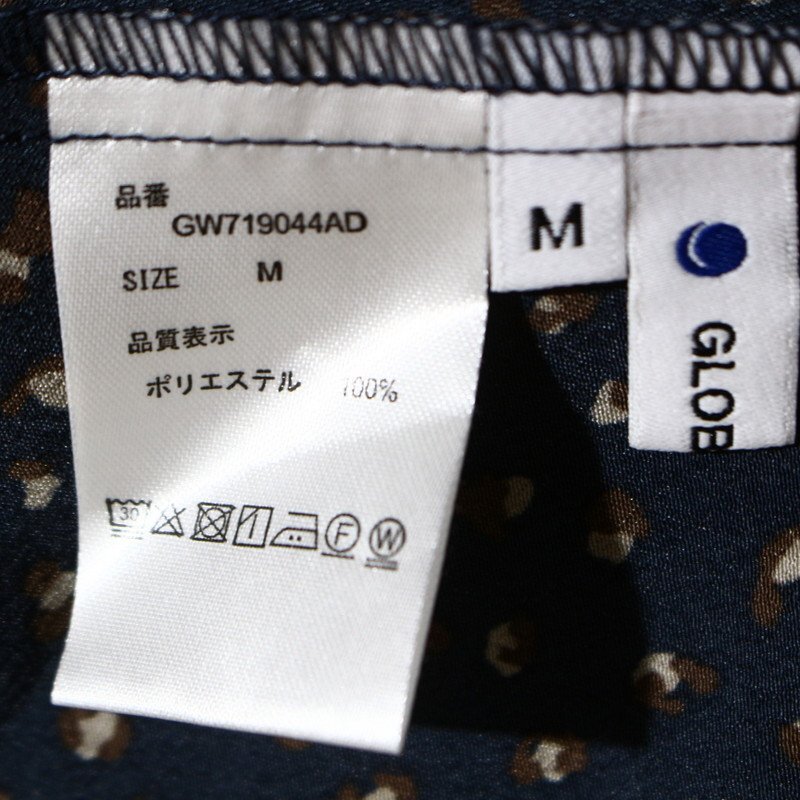 品番
GW719044AD
SIZE M
品質表示
ポリエステル 100%
30
F W
M
GLOB